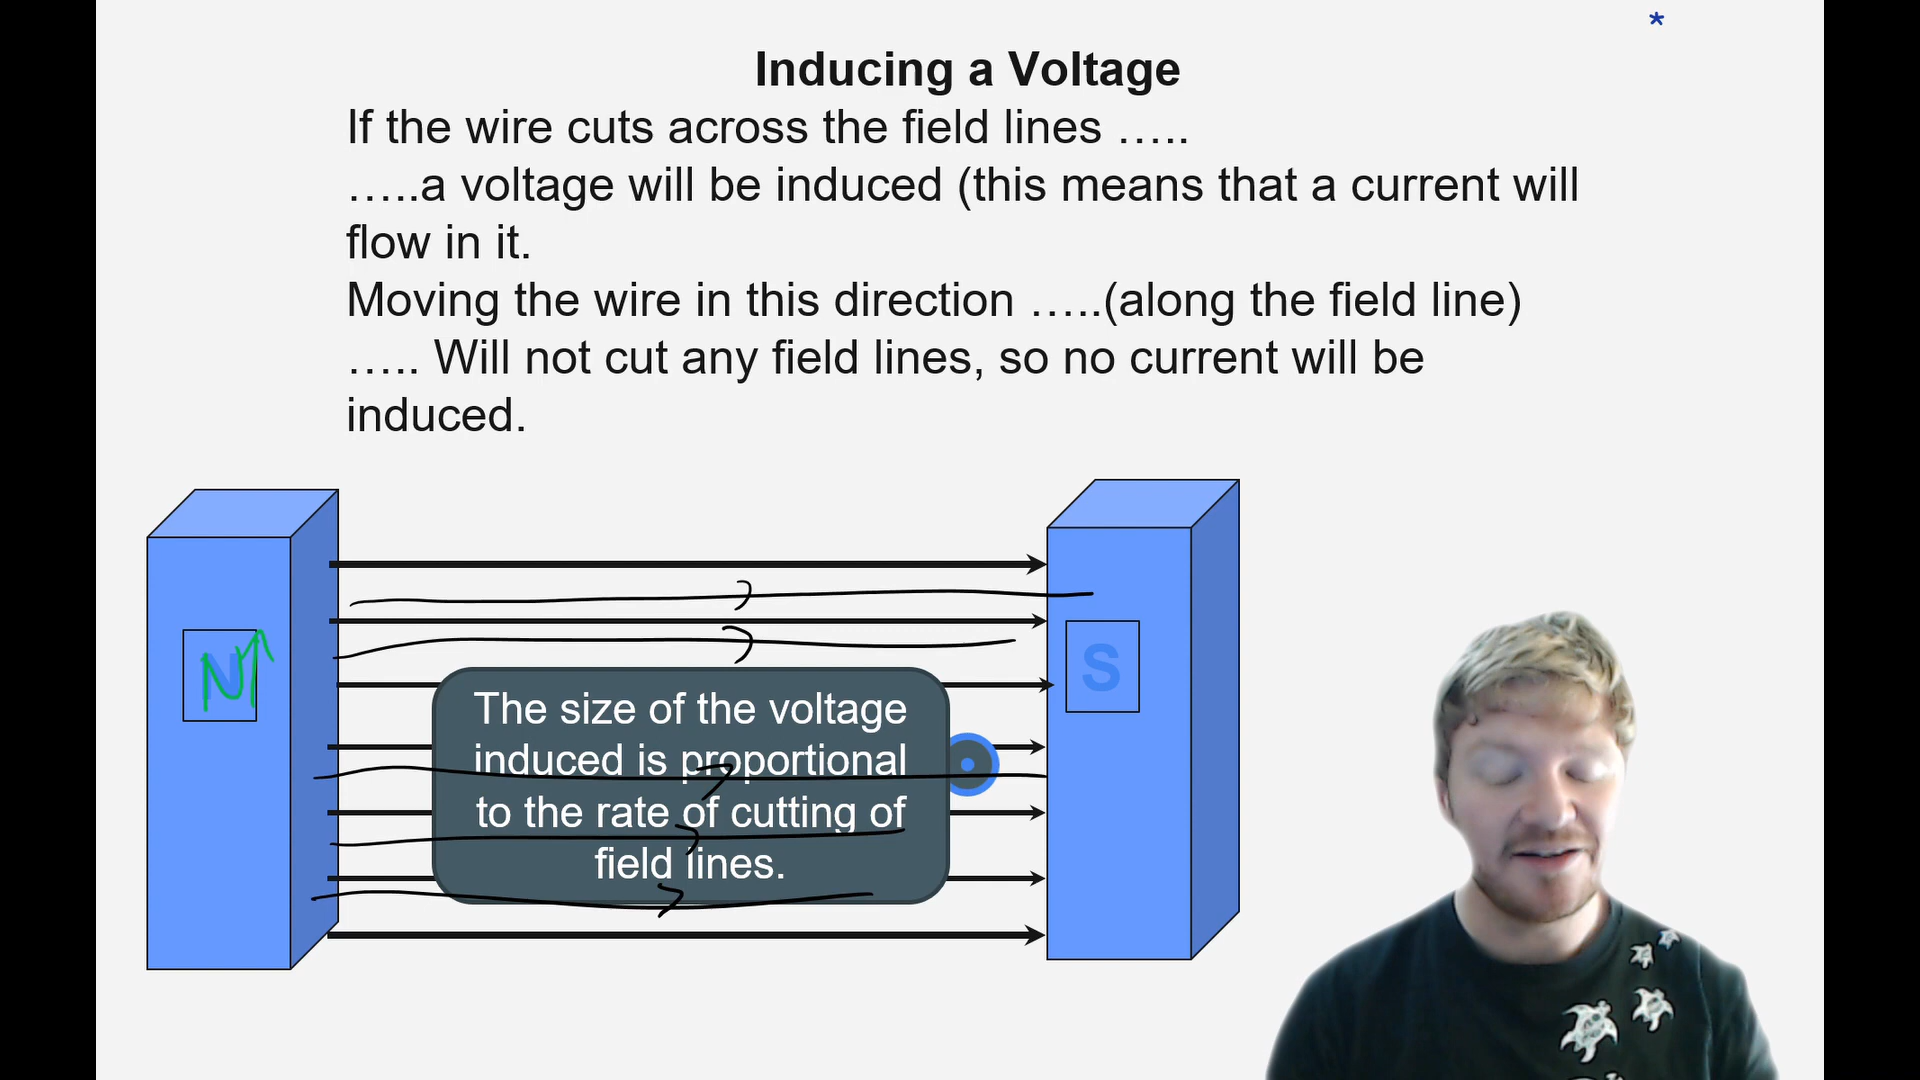 *
Inducing a Voltage
If the wire cuts across the field lines …..
…..a voltage will be induced (this means that a current will
flow in it.
Moving the wire in this direction …..(along the field line)
….. Will not cut any field lines, so no current will be
induced.
N
N
S
The size of the voltage
induced is proportional
to the rate of cutting of
field lines.